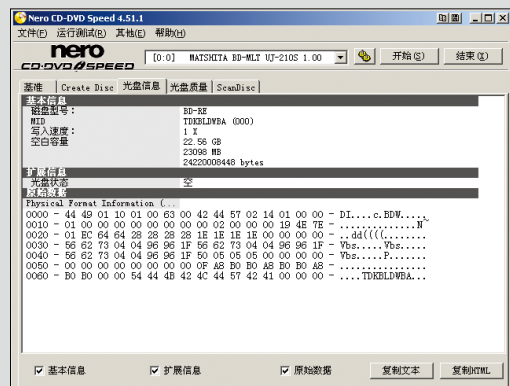 Nero CD-DVD Speed 4.51.1
文件(F) 运行测试(R) 其他(E) 帮助(H)
nero
CD·DVD SPEED
[0:0] MATSHITA BD-MLT UJ-210S 1.00
开始(S)
结束(X)
基准 Create Disc 光盘信息 光盘质量 ScanDisc
基本信息
磁盘型号: BD-RE
MID TDKBLDWBA (000)
写入速度: 1 X
空白容量 22.56 GB
23098 MB
24220008448 bytes
扩展信息
光盘状态 空
原始数据
Physical Format Information (...
0000 - 44 49 01 10 01 00 63 00 42 44 57 02 14 01 00 00 - DI....c.BDW.....
0010 - 01 00 00 00 00 00 00 00 00 02 00 00 00 19 4E 7E - ..............N~
0020 - 01 EC 64 64 28 28 28 28 1E 1E 1E 1E 00 00 00 00 - ..dd((((........
0030 - 56 62 73 04 04 96 96 1F 56 62 73 04 04 96 96 1F - Vbs.....Vbs.....
0040 - 56 62 73 04 04 96 96 1F 50 05 05 05 00 00 00 00 - Vbs.....P.......
0050 - 00 00 00 00 00 00 00 00 0F A8 B0 B0 A8 B0 B0 A8 - ................
0060 - B0 B0 00 00 54 44 4B 42 4C 44 57 42 41 00 00 00 - ....TDKBLDWBA...
基本信息 扩展信息 原始数据 复制文本 复制HTML